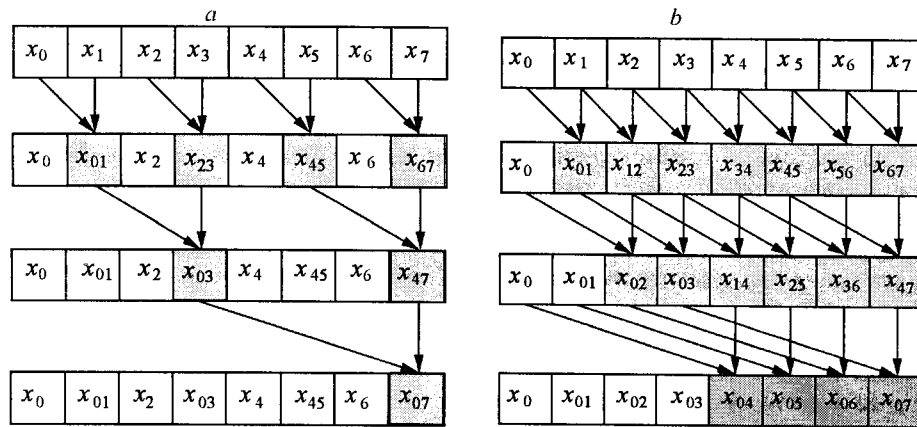 a
x0 x1 x2 x3 x4 x5 x6 x7
x0 x01 x2 x23 x4 x45 x6 x67
x0 x01 x2 x03 x4 x45 x6 x47
x0 x01 x2 x03 x4 x45 x6 x07
b
x0 x1 x2 x3 x4 x5 x6 x7
x0 x01 x12 x23 x34 x45 x56 x67
x0 x01 x02 x03 x14 x25 x36 x47
x0 x01 x02 x03 x04 x05 x06 x07